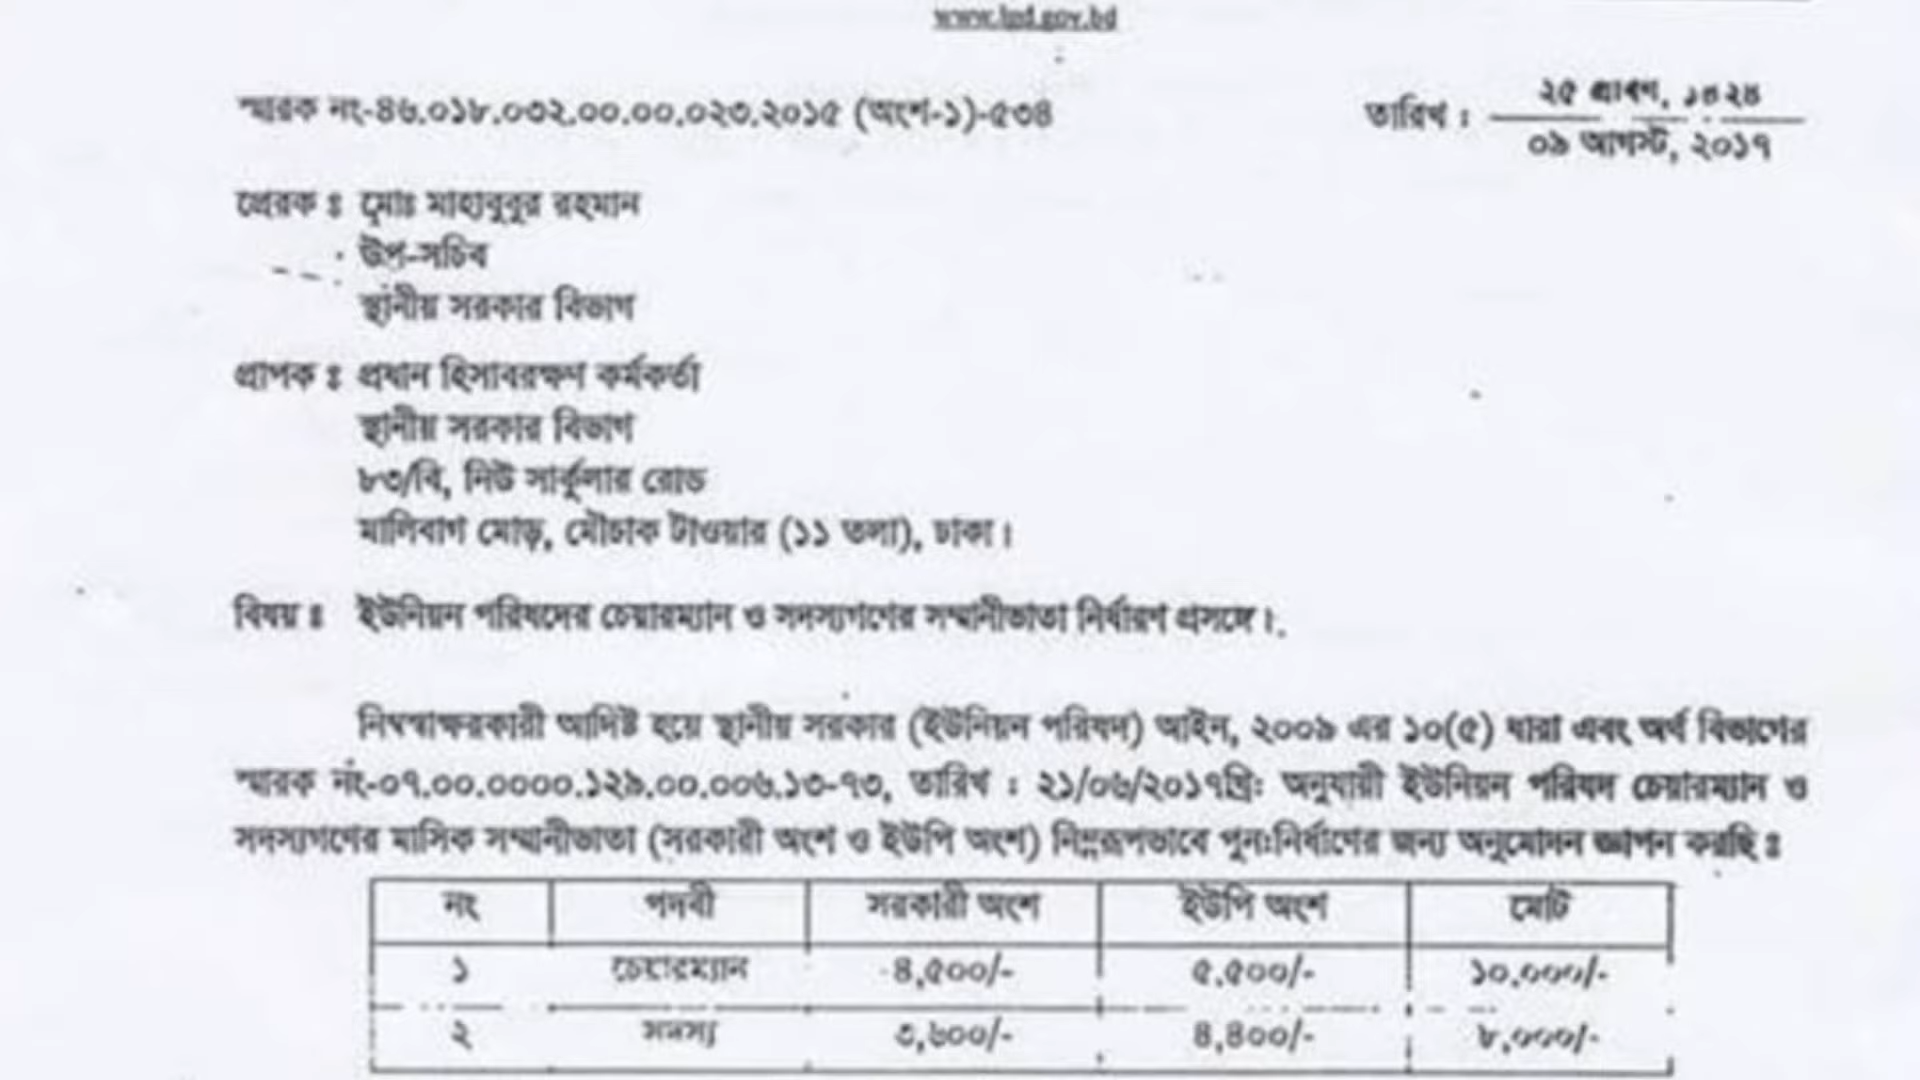 www.lgd.gov.bd
স্মারক নং-৪৬.০১৮.০৩২.০০.০০.০২৩.২০১৫ (অংশ-১)-৫৩৪
তারিখ : ২৫ শ্রাবণ, ১৪২৪
০৯ আগস্ট, ২০১৭
প্রেরক ঃ মোঃ মাহাবুবুর রহমান
উপ-সচিব
স্থানীয় সরকার বিভাগ
প্রাপক ঃ প্রধান হিসাবরক্ষণ কর্মকর্তা
স্থানীয় সরকার বিভাগ
৮৩/বি, নিউ সার্কুলার রোড
মালিবাগ মোড়, মৌচাক টাওয়ার (১১ তলা), ঢাকা।
বিষয় ঃ ইউনিয়ন পরিষদের চেয়ারম্যান ও সদস্যগণের সম্মানীভাতা নির্ধারণ প্রসঙ্গে।
নিম্নস্বাক্ষরকারী আদিষ্ট হয়ে স্থানীয় সরকার (ইউনিয়ন পরিষদ) আইন, ২০০৯ এর ১০(৫) ধারা এবং অর্থ বিভাগের
স্মারক নং-০৭.০০.০০০০.১২৯.০০.০০৬.১৩-৭৩, তারিখ : ২১/০৬/২০১৭খ্রিঃ অনুযায়ী ইউনিয়ন পরিষদ চেয়ারম্যান ও
সদস্যগণের মাসিক সম্মানীভাতা (সরকারী অংশ ও ইউপি অংশ) নিম্নরূপভাবে পুনঃনির্ধাণের জন্য অনুমোদন জ্ঞাপন করছি ঃ
নং পদবী সরকারী অংশ ইউপি অংশ মোট
১ চেয়ারম্যান ৪,৫০০/- ৫,৫০০/- ১০,০০০/-
২ সদস্য ৩,৬০০/- ৪,৪০০/- ৮,০০০/-